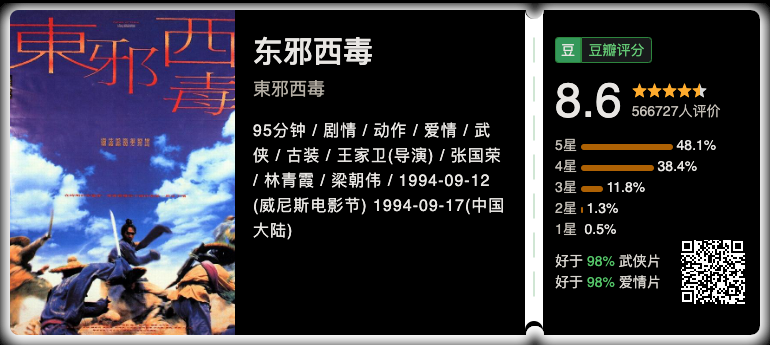 東邪西毒
东邪西毒
東邪西毒
95分钟 / 剧情 / 动作 / 爱情 / 武
侠 / 古装 / 王家卫(导演) / 张国荣
/ 林青霞 / 梁朝伟 / 1994-09-12
(威尼斯电影节) 1994-09-17(中国
大陆)
豆 豆瓣评分
8.6
566727人评价
5星 48.1%
4星 38.4%
3星 11.8%
2星 1.3%
1星 0.5%
好于 98% 武侠片
好于 98% 爱情片